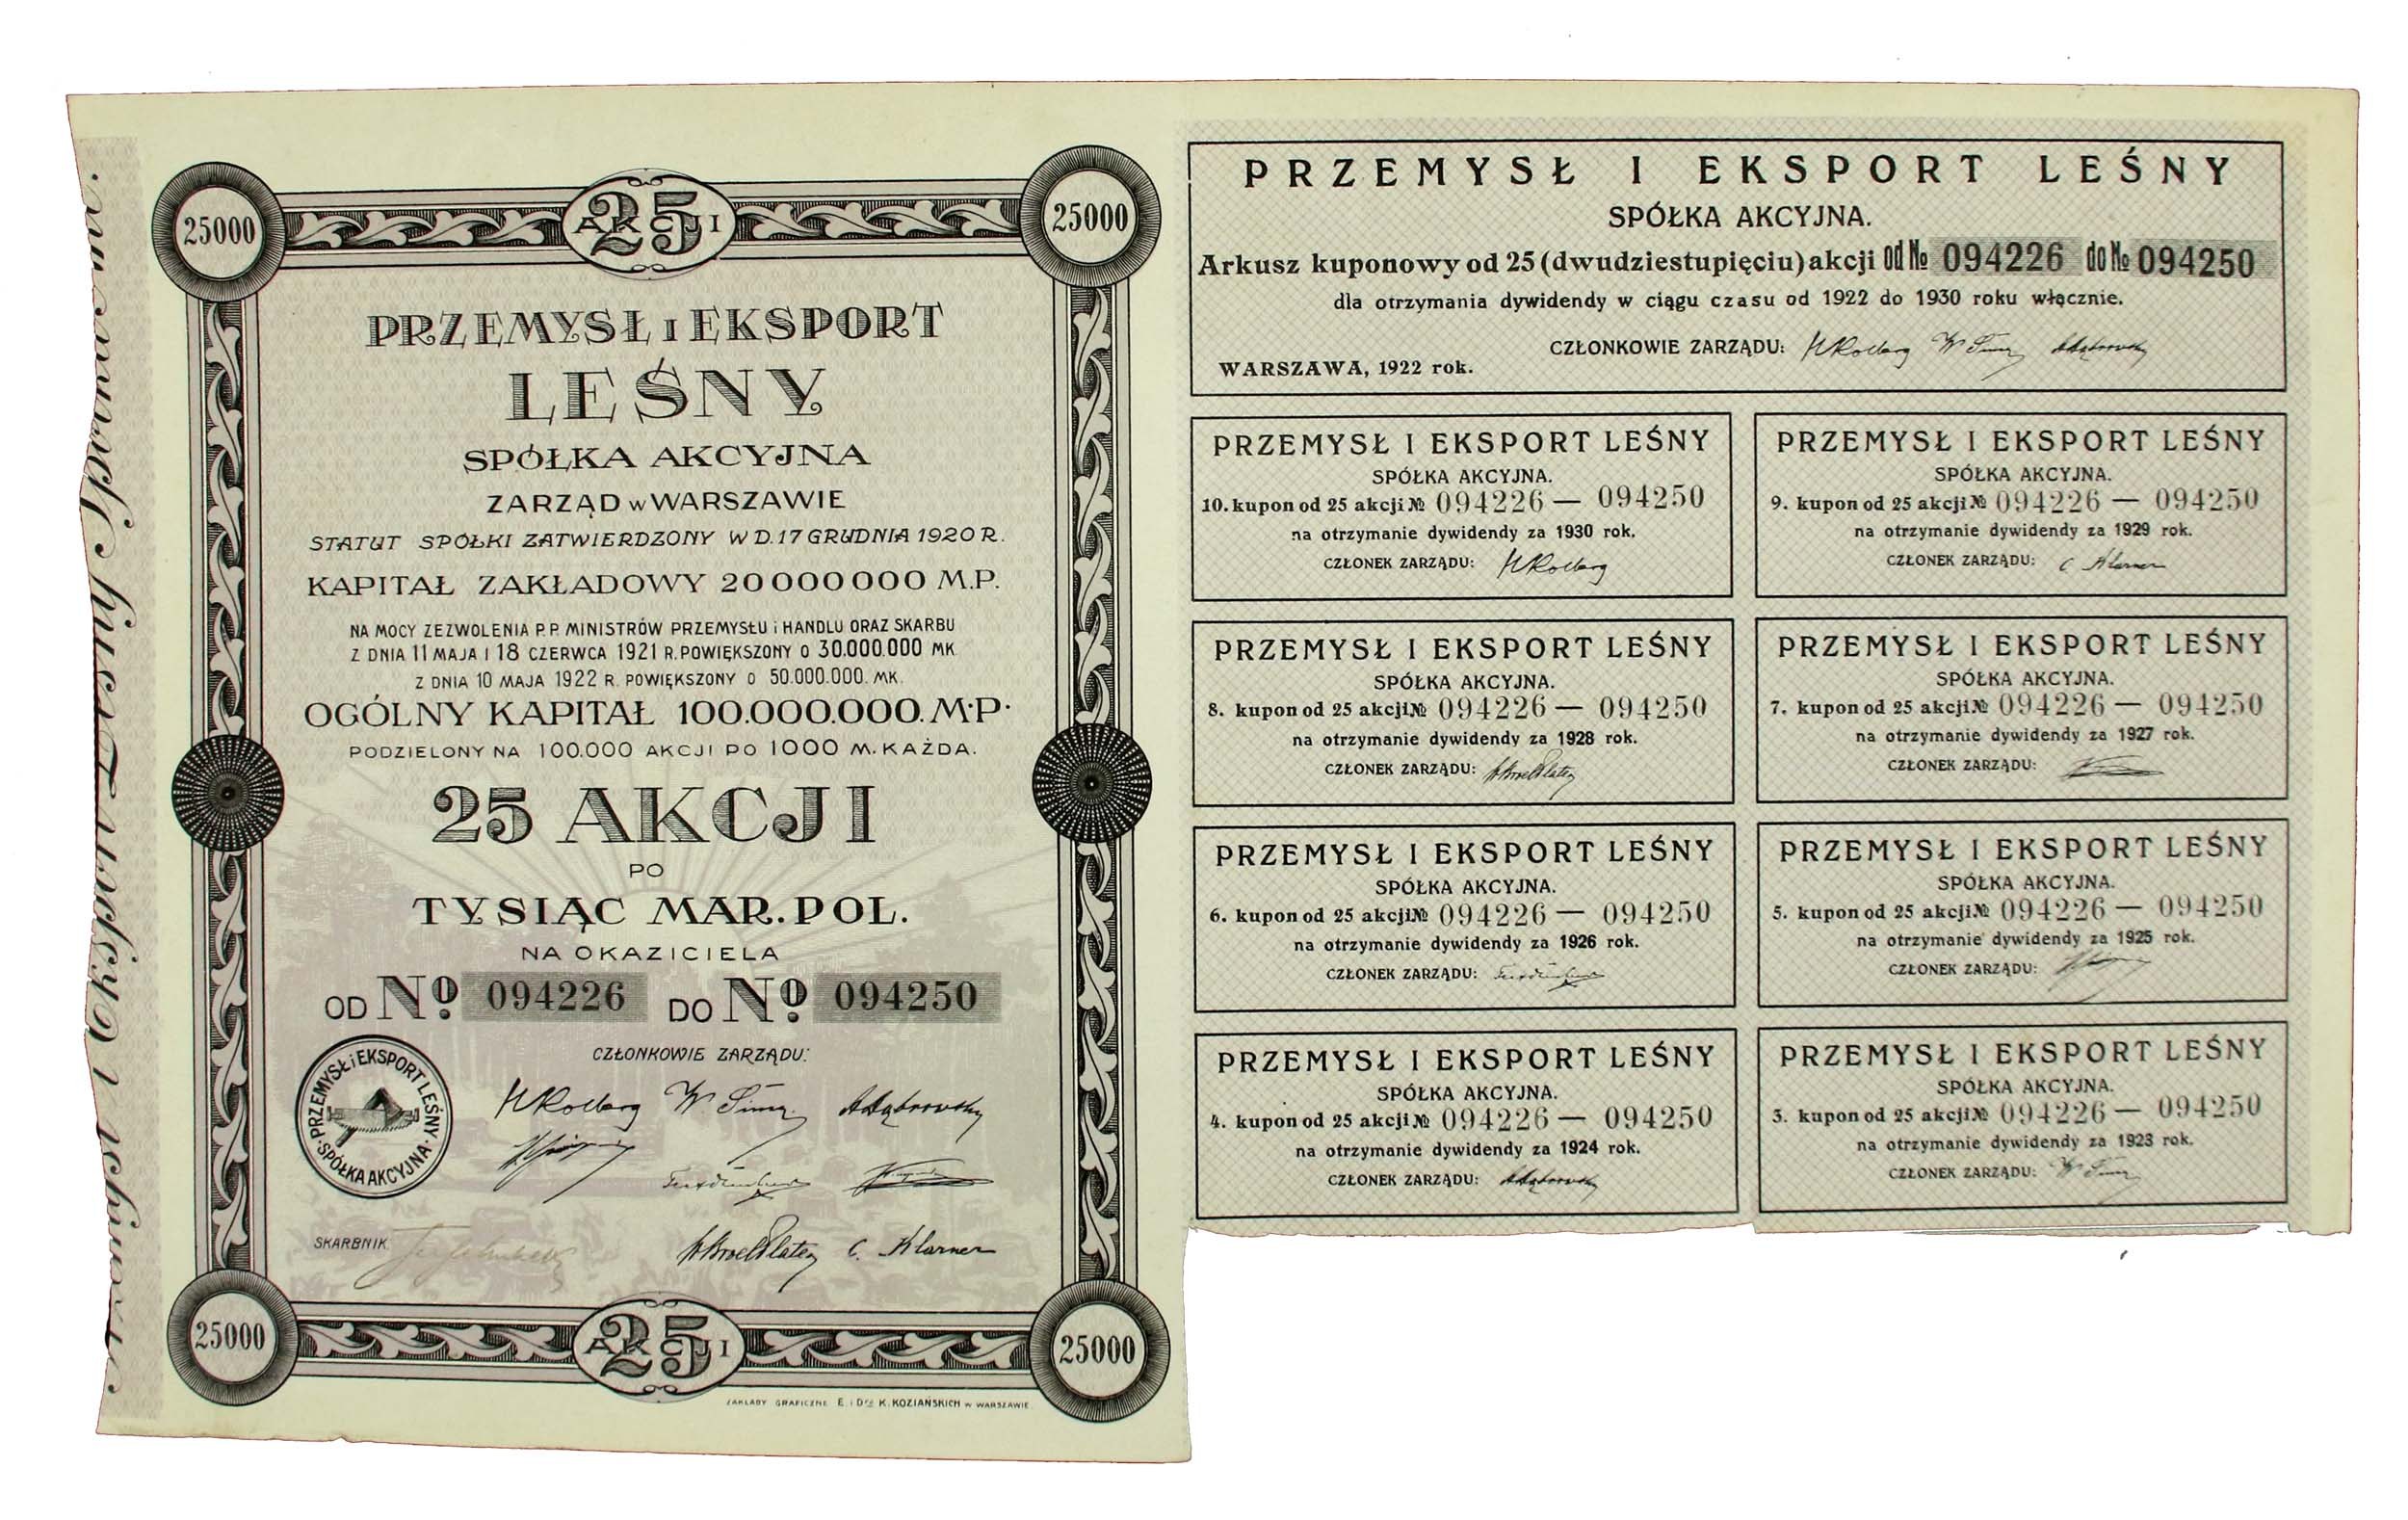 25000
25 AKCJI
25000
PRZEMYSŁ i EKSPORT
LEŚNY
SPÓŁKA AKCYJNA
ZARZĄD w WARSZAWIE
STATUT SPÓŁKI ZATWIERDZONY W D. 17 GRUDNIA 1920 R.
KAPITAŁ ZAKŁADOWY 20000000 M.P.
NA MOCY ZEZWOLENIA P.P. MINISTRÓW PRZEMYSŁU i HANDLU ORAZ SKARBU
Z DNIA 11 MAJA I 18 CZERWCA 1921 R. POWIĘKSZONY O 30.000.000 MK
Z DNIA 10 MAJA 1922 R. POWIĘKSZONY O 50.000.000. MK.
OGÓLNY KAPITAŁ 100.000.000. M.P.
PODZIELONY NA 100.000 AKCJI PO 1000 M. KAŻDA.
25 AKCJI
PO
TYSIĄC MAR. POL.
NA OKAZICIELA
OD Nº 094226 DO Nº 094250
CZŁONKOWIE ZARZĄDU:
PRZEMYSŁ i EKSPORT LEŚNY · SPÓŁKA AKCYJNA ·
SKARBNIK
C. Klarner
25000
25 AKCJI
25000
ZAKŁADY GRAFICZNE E. i Dra K. KOZIAŃSKICH w WARSZAWIE
PRZEMYSŁ I EKSPORT LEŚNY
SPÓŁKA AKCYJNA.
Arkusz kuponowy od 25 (dwudziestupięciu) akcji od № 094226 do № 094250
dla otrzymania dywidendy w ciągu czasu od 1922 do 1930 roku włącznie.
CZŁONKOWIE ZARZĄDU:
WARSZAWA, 1922 rok.
PRZEMYSŁ I EKSPORT LEŚNY
SPÓŁKA AKCYJNA.
10. kupon od 25 akcji № 094226 — 094250
na otrzymanie dywidendy za 1930 rok.
CZŁONEK ZARZĄDU:
PRZEMYSŁ I EKSPORT LEŚNY
SPÓŁKA AKCYJNA.
9. kupon od 25 akcji № 094226 — 094250
na otrzymanie dywidendy za 1929 rok.
CZŁONEK ZARZĄDU: C Klarner
PRZEMYSŁ I EKSPORT LEŚNY
SPÓŁKA AKCYJNA.
8. kupon od 25 akcji № 094226 — 094250
na otrzymanie dywidendy za 1928 rok.
CZŁONEK ZARZĄDU:
PRZEMYSŁ I EKSPORT LEŚNY
SPÓŁKA AKCYJNA.
7. kupon od 25 akcji № 094226 — 094250
na otrzymanie dywidendy za 1927 rok.
CZŁONEK ZARZĄDU:
PRZEMYSŁ I EKSPORT LEŚNY
SPÓŁKA AKCYJNA.
6. kupon od 25 akcji № 094226 — 094250
na otrzymanie dywidendy za 1926 rok.
CZŁONEK ZARZĄDU:
PRZEMYSŁ I EKSPORT LEŚNY
SPÓŁKA AKCYJNA.
5. kupon od 25 akcji № 094226 — 094250
na otrzymanie dywidendy za 1925 rok.
CZŁONEK ZARZĄDU:
PRZEMYSŁ I EKSPORT LEŚNY
SPÓŁKA AKCYJNA.
4. kupon od 25 akcji № 094226 — 094250
na otrzymanie dywidendy za 1924 rok.
CZŁONEK ZARZĄDU:
PRZEMYSŁ I EKSPORT LEŚNY
SPÓŁKA AKCYJNA.
3. kupon od 25 akcji № 094226 — 094250
na otrzymanie dywidendy za 1923 rok.
CZŁONEK ZARZĄDU: